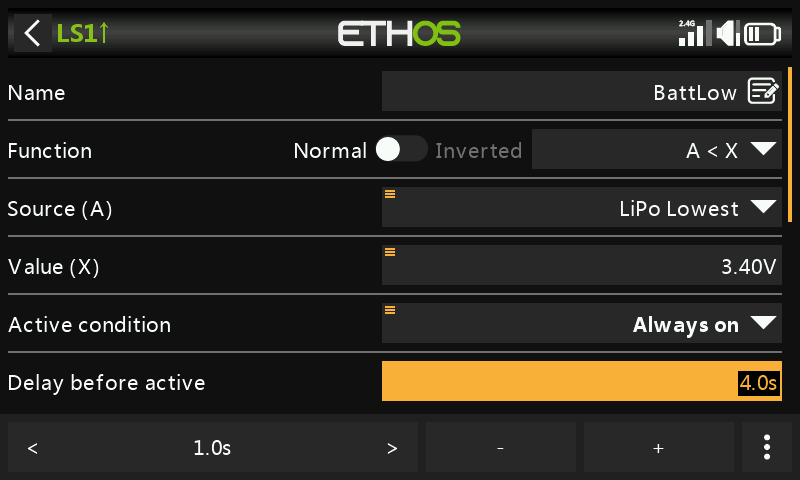 LS1↑ ETHOS 2.4G
Name BattLow
Function Normal Inverted A < X
Source (A) LiPo Lowest
Value (X) 3.40V
Active condition Always on
Delay before active 4.0s
< 1.0s > - +